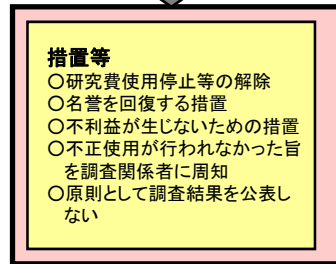 措置等
○研究費使用停止等の解除
○名誉を回復する措置
○不利益が生じないための措置
○不正使用が行われなかった旨
を調査関係者に周知
○原則として調査結果を公表し
ない